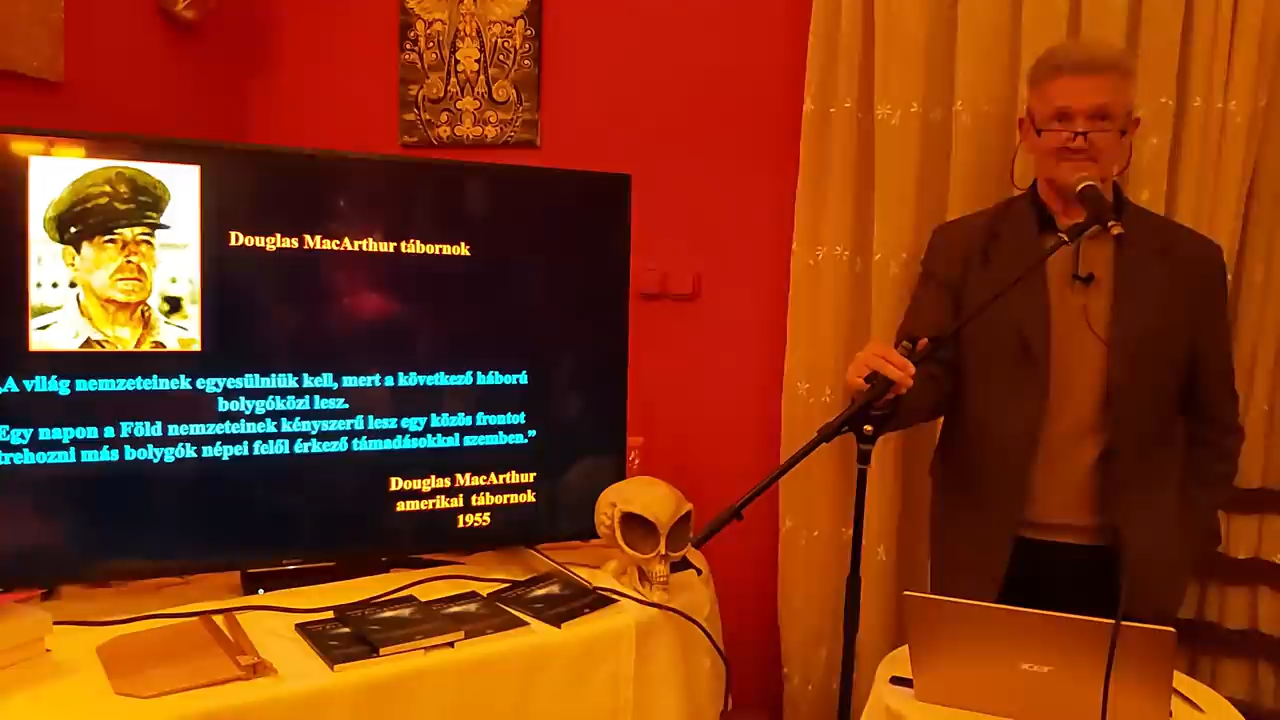 Douglas MacArthur tábornok
„A világ nemzeteinek egyesülniük kell, mert a következő háború
bolygóközi lesz.
Egy napon a Föld nemzeteinek kényszerű lesz egy közös frontot
létrehozni más bolygók népei felől érkező támadásokkal szemben.”
Douglas MacArthur
amerikai tábornok
1955
acer